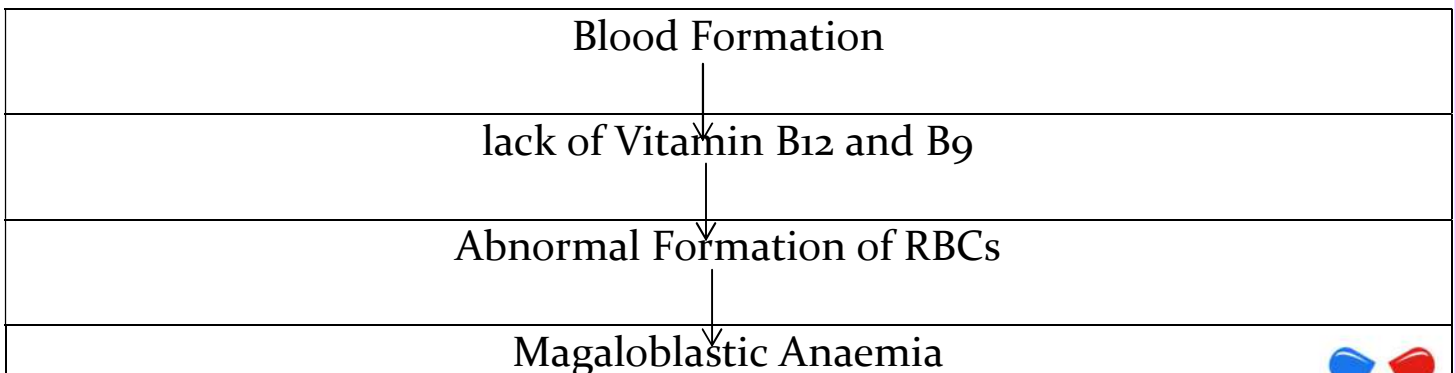 Blood Formation
lack of Vitamin B12 and B9
Abnormal Formation of RBCs
Magaloblastic Anaemia